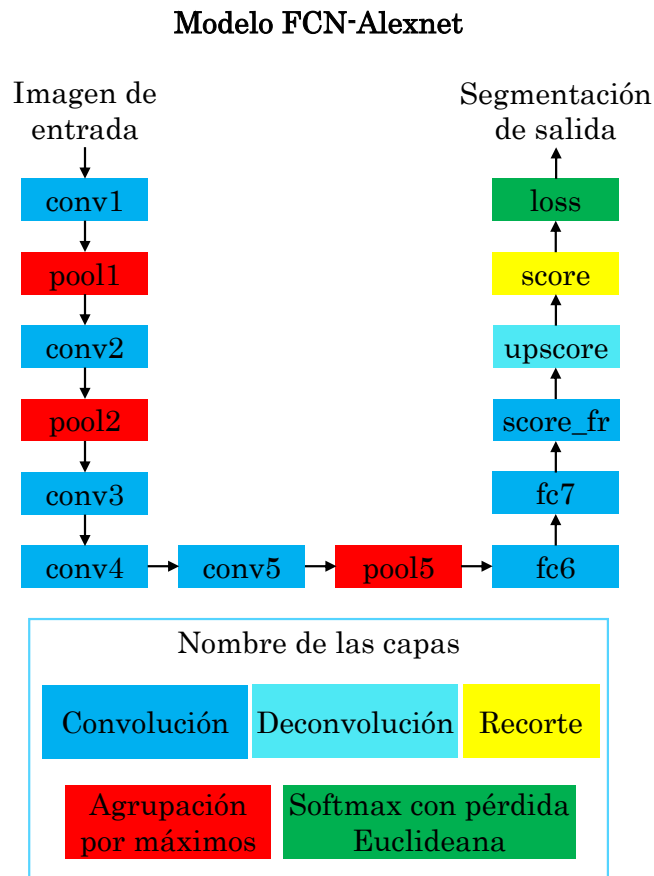 Modelo FCN-Alexnet
Imagen de
entrada
conv1
pool1
conv2
pool2
conv3
conv4
conv5
pool5
fc6
fc7
score_fr
upscore
score
loss
Segmentación
de salida
Nombre de las capas
Convolución
Deconvolución
Recorte
Agrupación
por máximos
Softmax con pérdida
Euclideana